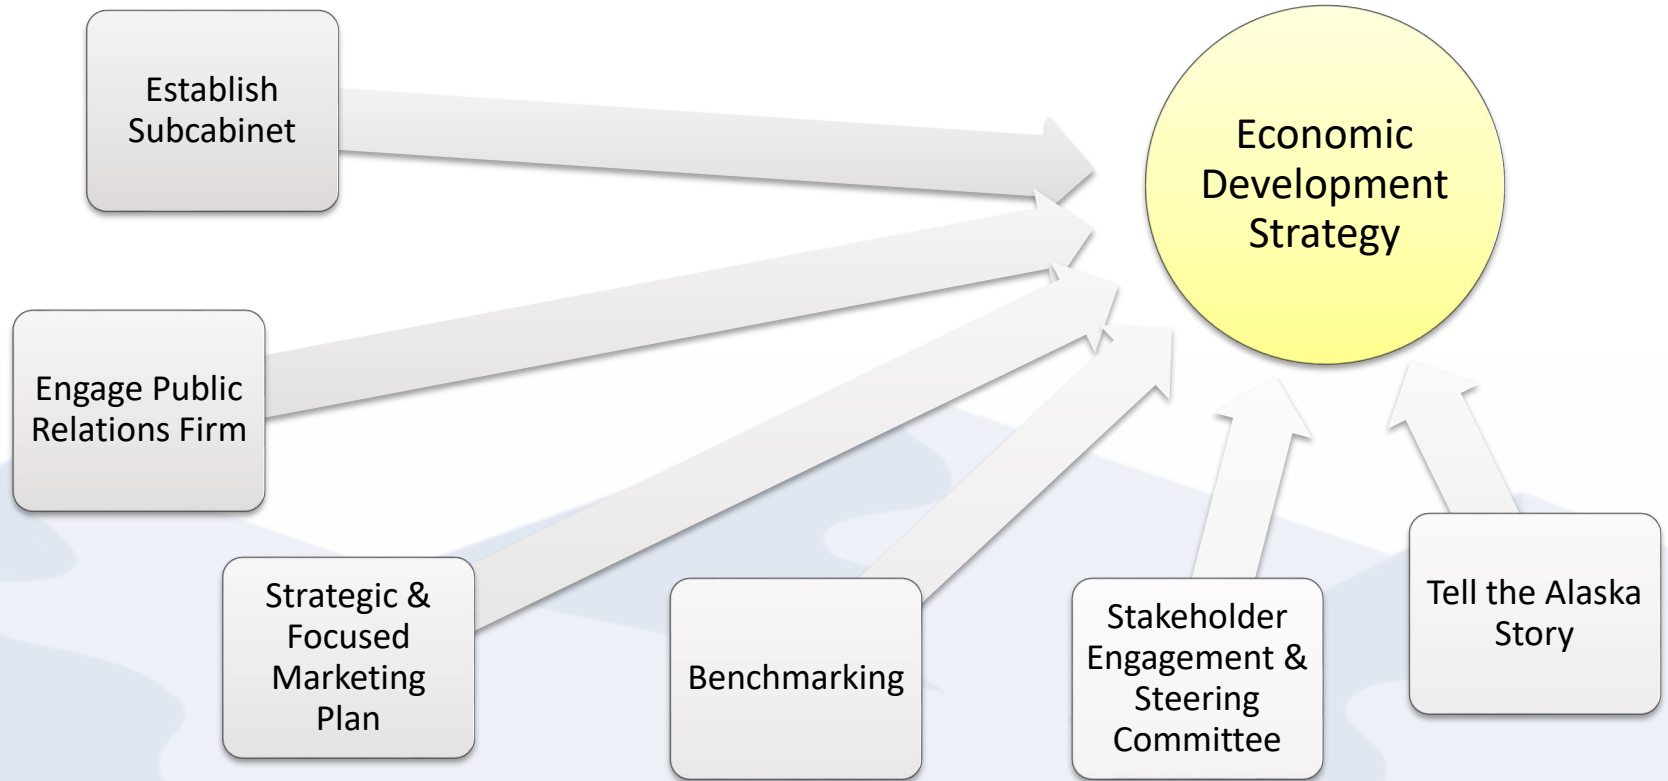 Establish
Subcabinet
Economic
Development
Strategy
Engage Public
Relations Firm
Strategic &
Focused
Marketing
Plan
Benchmarking
Stakeholder
Engagement &
Steering
Committee
Tell the Alaska
Story